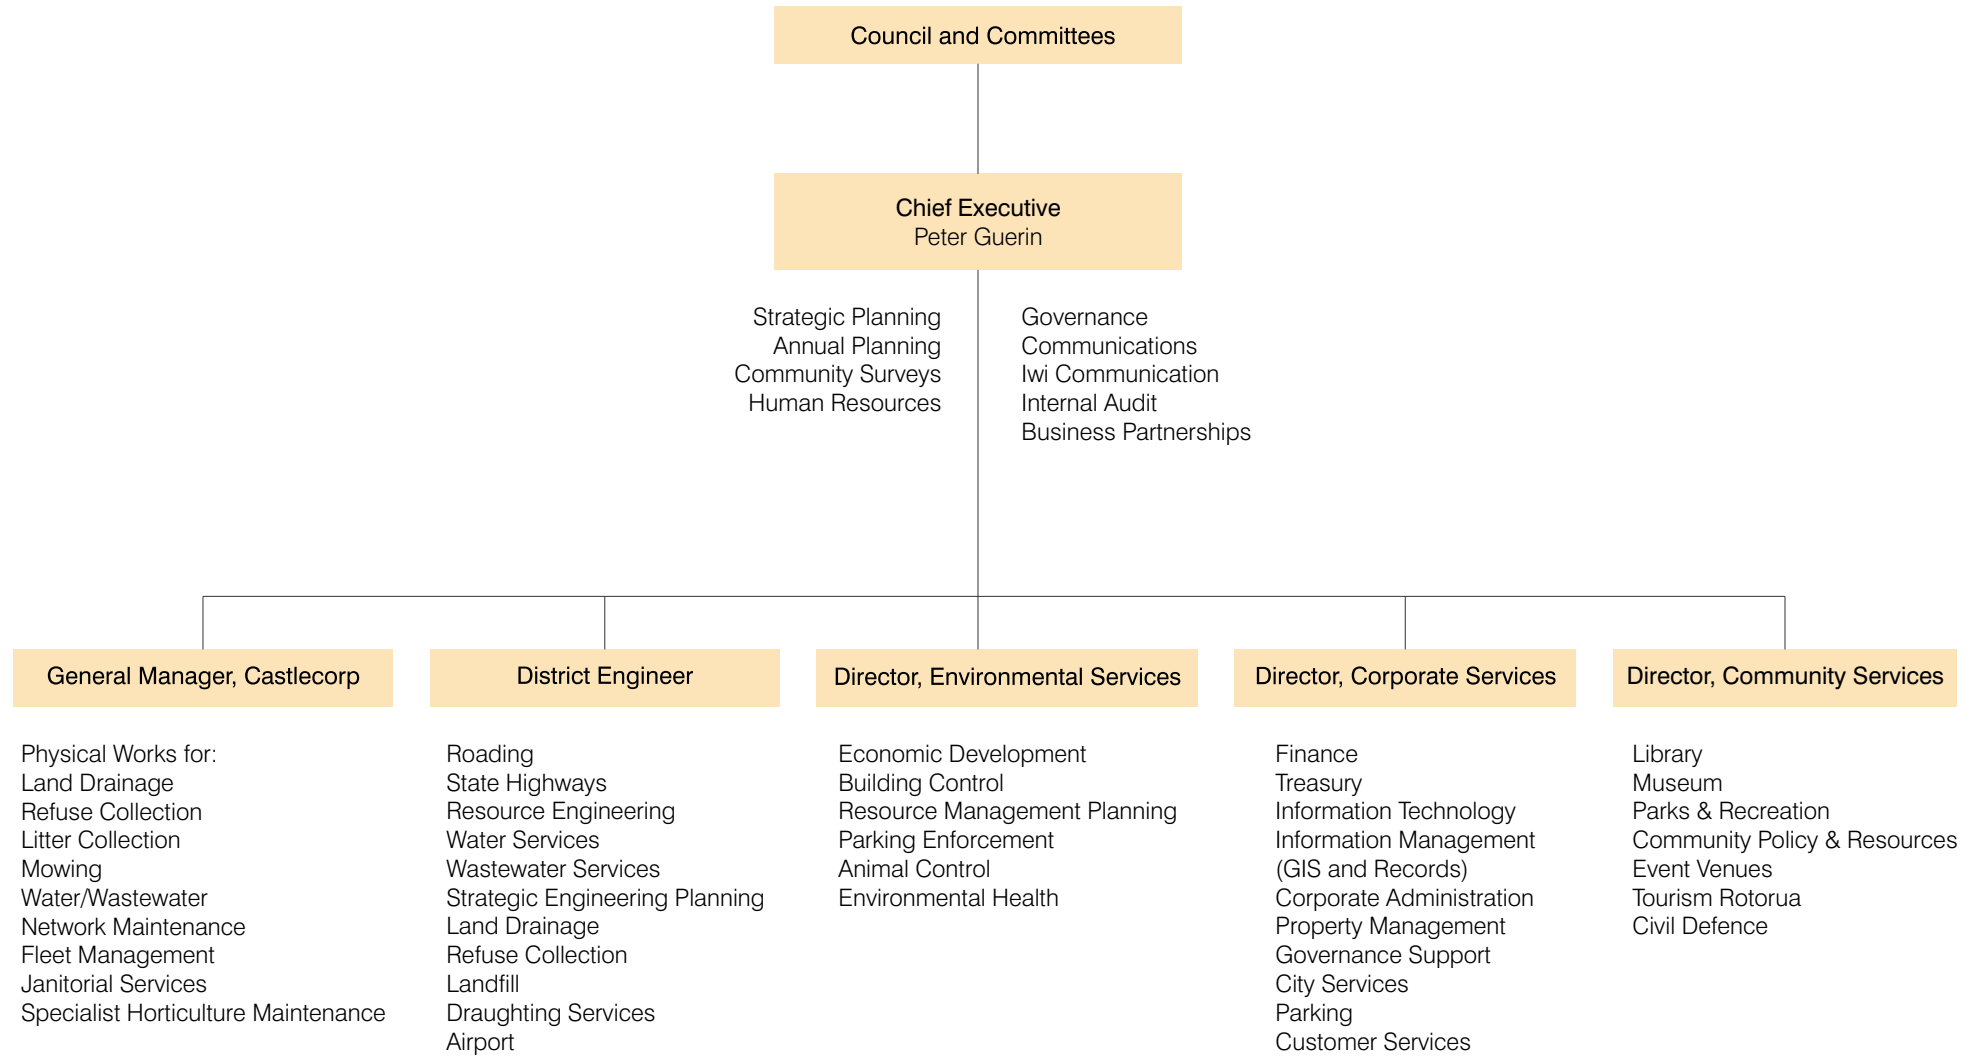 Council and Committees
Chief Executive
Peter Guerin
Strategic Planning
Annual Planning
Community Surveys
Human Resources
Governance
Communications
Iwi Communication
Internal Audit
Business Partnerships
General Manager, Castlecorp
Physical Works for:
Land Drainage
Refuse Collection
Litter Collection
Mowing
Water/Wastewater
Network Maintenance
Fleet Management
Janitorial Services
Specialist Horticulture Maintenance
District Engineer
Roading
State Highways
Resource Engineering
Water Services
Wastewater Services
Strategic Engineering Planning
Land Drainage
Refuse Collection
Landfill
Draughting Services
Airport
Director, Environmental Services
Economic Development
Building Control
Resource Management Planning
Parking Enforcement
Animal Control
Environmental Health
Director, Corporate Services
Finance
Treasury
Information Technology
Information Management
(GIS and Records)
Corporate Administration
Property Management
Governance Support
City Services
Parking
Customer Services
Director, Community Services
Library
Museum
Parks & Recreation
Community Policy & Resources
Event Venues
Tourism Rotorua
Civil Defence